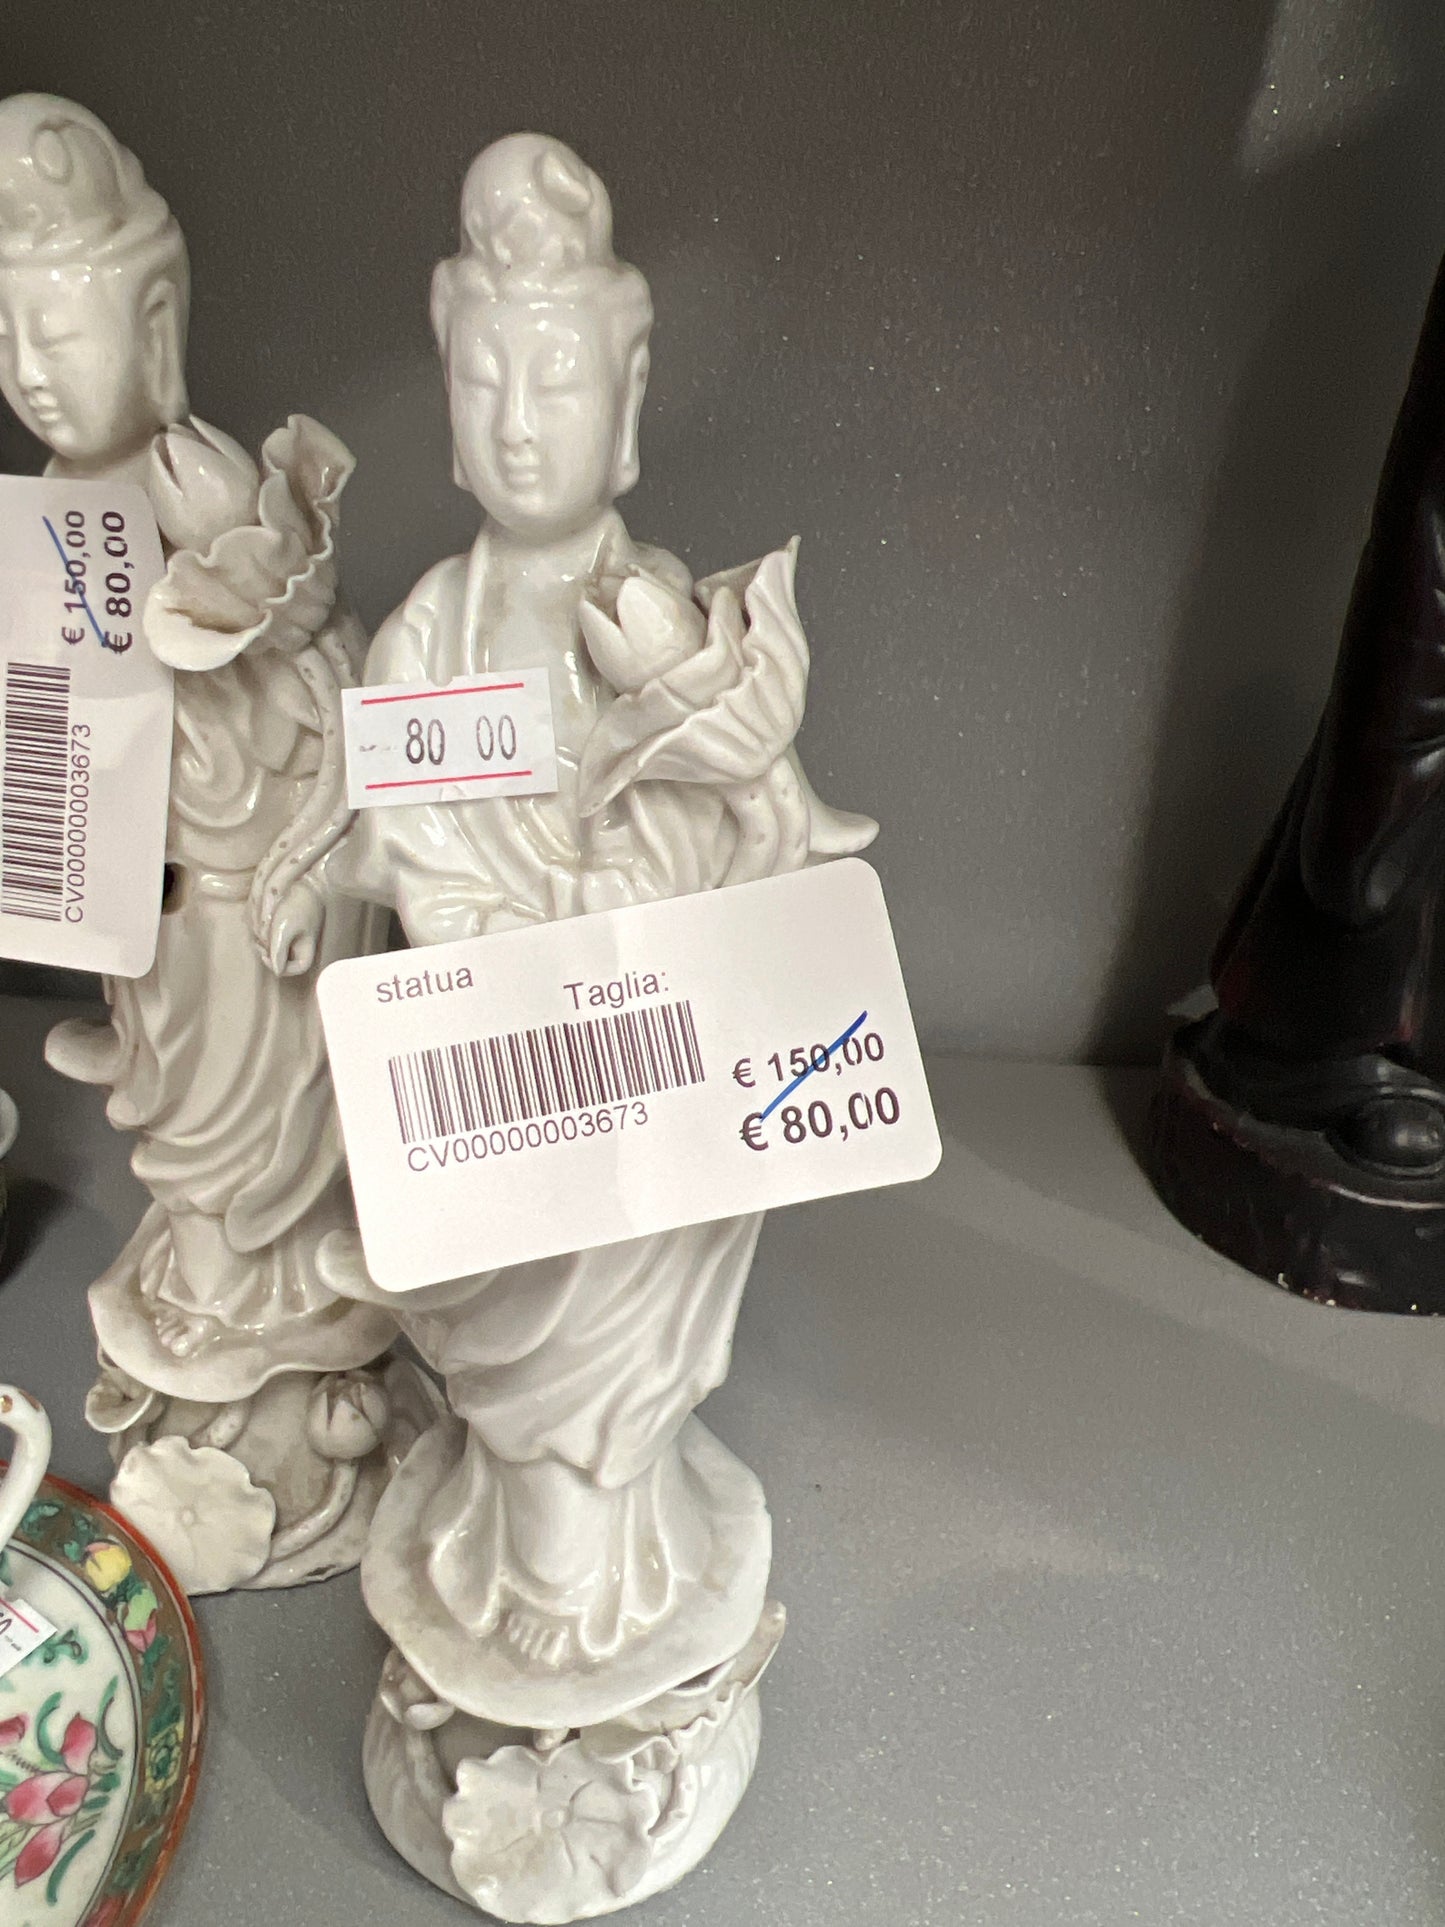 € 150,00
€ 80,00
CV00000003673
80 00
statua
Taglia:
CV00000003673
€ 150,00
€ 80,00